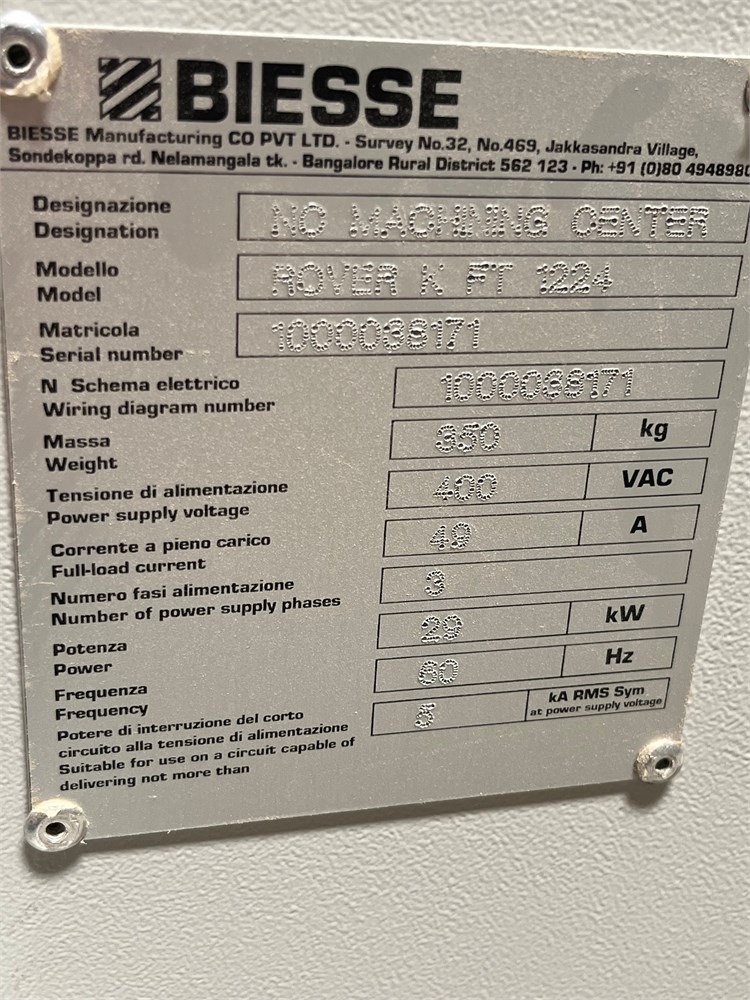 BIESSE
BIESSE Manufacturing CO PVT LTD. - Survey No.32, No.469, Jakkasandra Village,
Sondekoppa rd. Nelamangala tk. - Bangalore Rural District 562 123 - Ph: +91 (0)80 4948980
Designazione
Designation
NC MACHINING CENTER
Modello
Model
ROVER K FT 1224
Matricola
Serial number
N Schema elettrico
Wiring diagram number
Massa
Weight
350 kg
Tensione di alimentazione
Power supply voltage
400 VAC
Corrente a pieno carico
Full-load current
49 A
Numero fasi alimentazione
Number of power supply phases
3
Potenza
Power
29 kW
Frequenza
Frequency
Hz
Potere di interruzione del corto
circuito alla tensione di alimentazione
Suitable for use on a circuit capable of
delivering not more than
kA RMS Sym
at power supply voltage